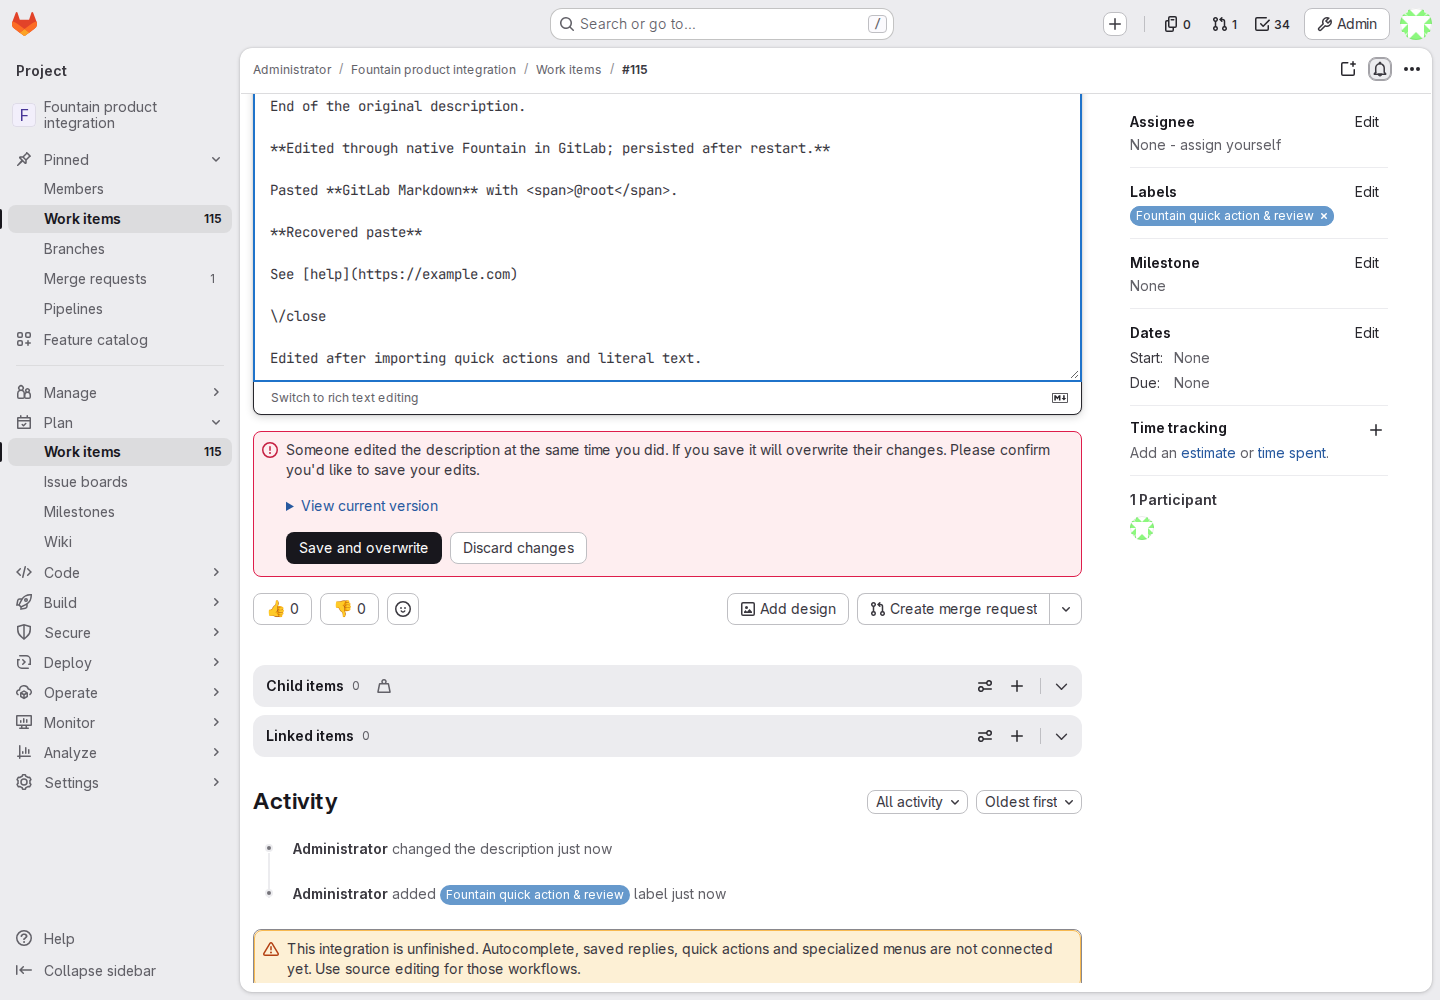 Search or go to...
/
0
1
34
Admin
Project
F
Fountain product integration
Pinned
Members
Work items
115
Branches
Merge requests
1
Pipelines
Feature catalog
Manage
Plan
Work items
115
Issue boards
Milestones
Wiki
Code
Build
Secure
Deploy
Operate
Monitor
Analyze
Settings
Help
Collapse sidebar
Administrator / Fountain product integration / Work items / #115
End of the original description.
**Edited through native Fountain in GitLab; persisted after restart.**
Pasted **GitLab Markdown** with <span>@root</span>.
**Recovered paste**
See [help](https://example.com)
\/close
Edited after importing quick actions and literal text.
Switch to rich text editing
Someone edited the description at the same time you did. If you save it will overwrite their changes. Please confirm
you'd like to save your edits.
View current version
Save and overwrite
Discard changes
👍 0
👎 0
Add design
Create merge request
Child items 0
Linked items 0
Activity
All activity
Oldest first
Administrator changed the description just now
Administrator added Fountain quick action & review label just now
This integration is unfinished. Autocomplete, saved replies, quick actions and specialized menus are not connected
yet. Use source editing for those workflows.
Assignee
Edit
None - assign yourself
Labels
Edit
Fountain quick action & review ×
Milestone
Edit
None
Dates
Edit
Start: None
Due: None
Time tracking
Add an estimate or time spent.
1 Participant